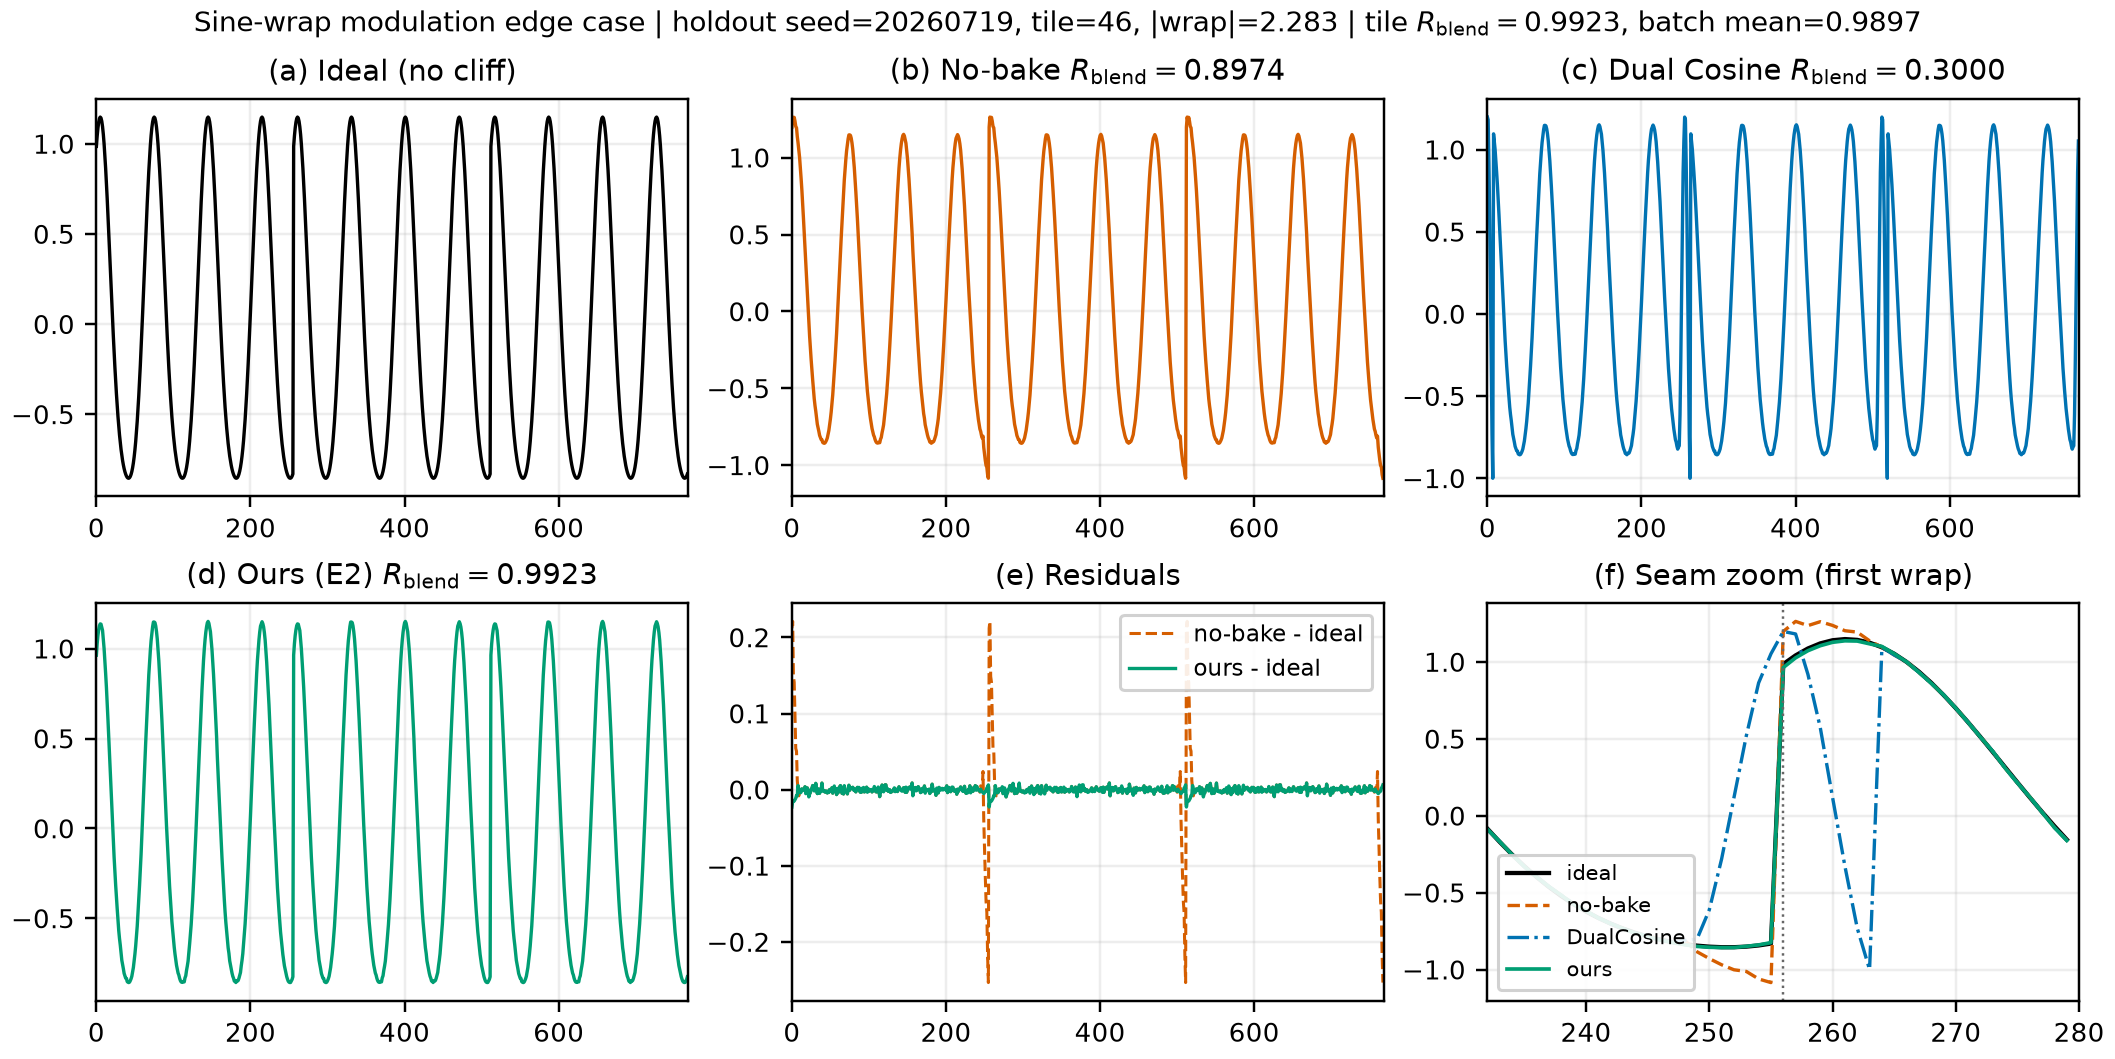 Sine-wrap modulation edge case | holdout seed=20260719, tile=46, |wrap|=2.283 | tile R_blend = 0.9923, batch mean=0.9897
(a) Ideal (no cliff)
1.0
0.5
0.0
−0.5
0 200 400 600
(b) No-bake R_blend = 0.8974
1.0
0.5
0.0
−0.5
−1.0
0 200 400 600
(c) Dual Cosine R_blend = 0.3000
1.0
0.5
0.0
−0.5
−1.0
0 200 400 600
(d) Ours (E2) R_blend = 0.9923
1.0
0.5
0.0
−0.5
0 200 400 600
(e) Residuals
no-bake - ideal
ours - ideal
0.2
0.1
0.0
−0.1
−0.2
0 200 400 600
(f) Seam zoom (first wrap)
1.0
0.5
0.0
−0.5
−1.0
ideal
no-bake
DualCosine
ours
240 250 260 270 280